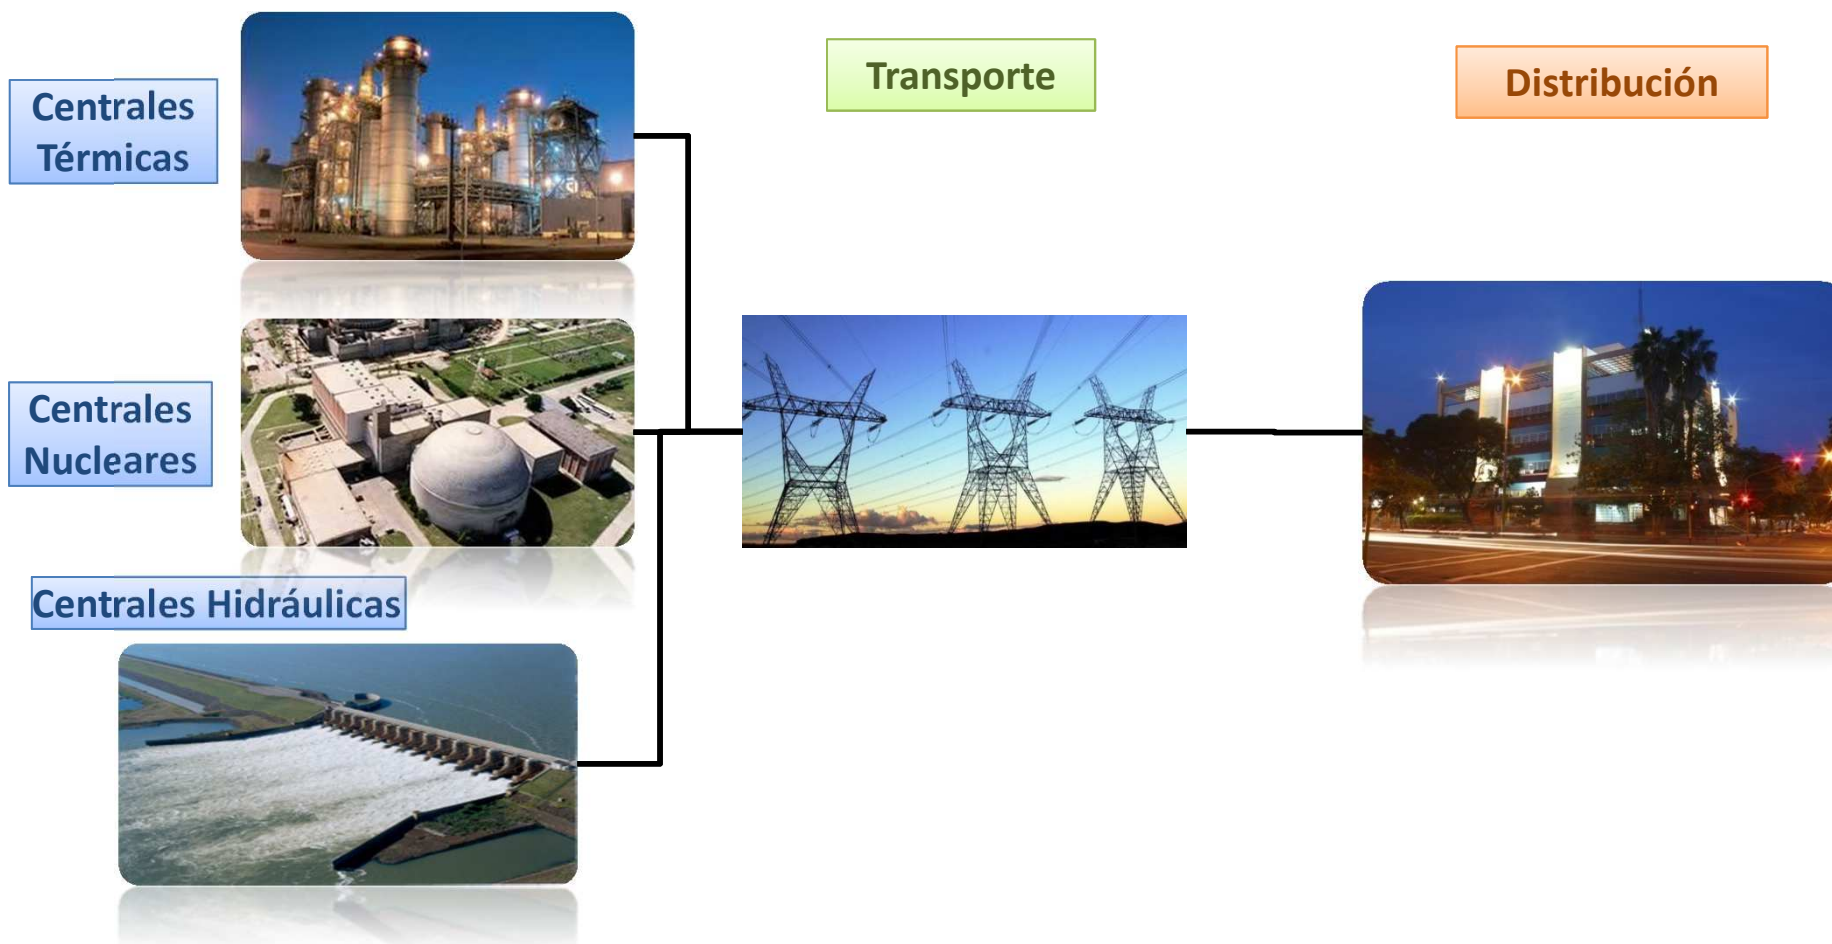 Centrales
Térmicas
Transporte
Distribución
Centrales
Nucleares
Centrales Hidráulicas